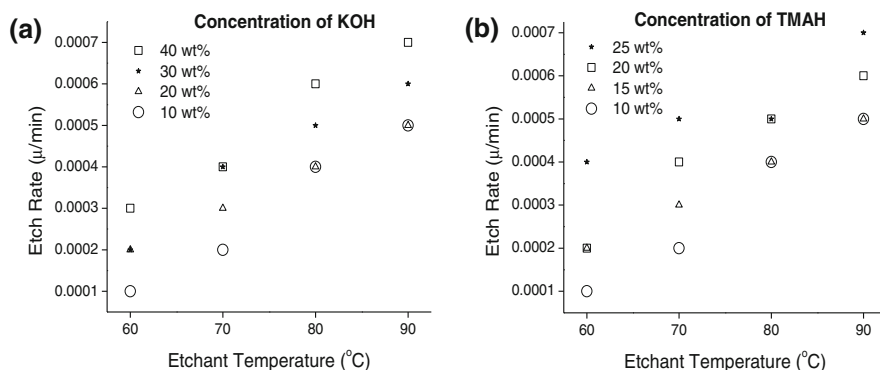 (a)
Concentration of KOH
40 wt%
30 wt%
20 wt%
10 wt%
0.0007
0.0006
0.0005
0.0004
0.0003
0.0002
0.0001
Etch Rate (μ/min)
60 70 80 90
Etchant Temperature (°C)
(b)
Concentration of TMAH
25 wt%
20 wt%
15 wt%
10 wt%
0.0007
0.0006
0.0005
0.0004
0.0003
0.0002
0.0001
Etch Rate (μ/min)
60 70 80 90
Etchant Temperature (°C)